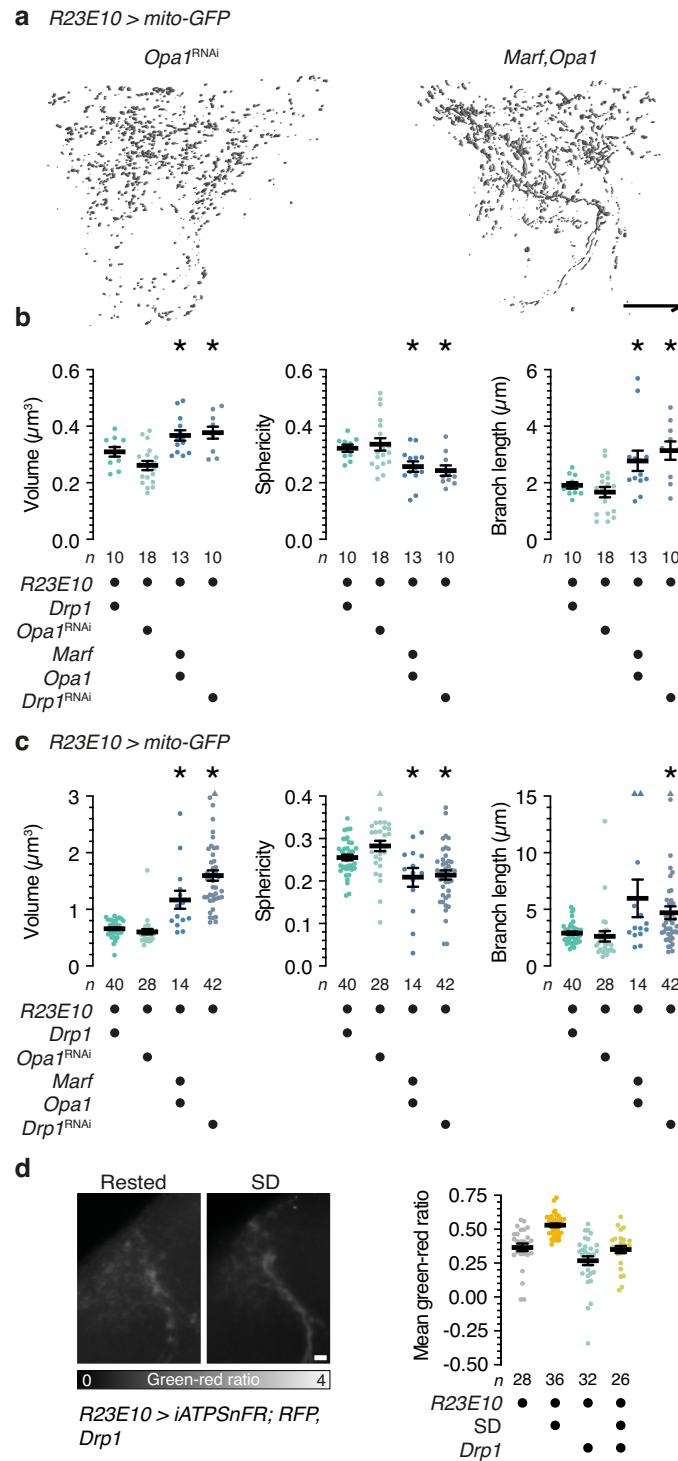 a R23E10 > mito-GFP
Opa1RNAi
Marf,Opa1
b
* *
* *
* *
Volume (μm³)
0.6
0.4
0.2
0.0
Sphericity
0.6
0.4
0.2
0
Branch length (μm)
6
4
2
0
n 10 18 13 10
10 18 13 10
10 18 13 10
R23E10
Drp1
Opa1RNAi
Marf
Opa1
Drp1RNAi
c R23E10 > mito-GFP
* *
* *
*
Volume (μm³)
3
2
1
0
Sphericity
0.4
0.3
0.2
0.1
0.0
Branch length (μm)
15
10
5
0
n 40 28 14 42
n 40 28 14 42
n 40 28 14 42
R23E10
Drp1
Opa1RNAi
Marf
Opa1
Drp1RNAi
d
Rested SD
0 Green-red ratio 4
R23E10 > iATPSnFR; RFP,
Drp1
Mean green-red ratio
0.75
0.50
0.25
0.00
-0.25
-0.50
n 28 36 32 26
R23E10
SD
Drp1